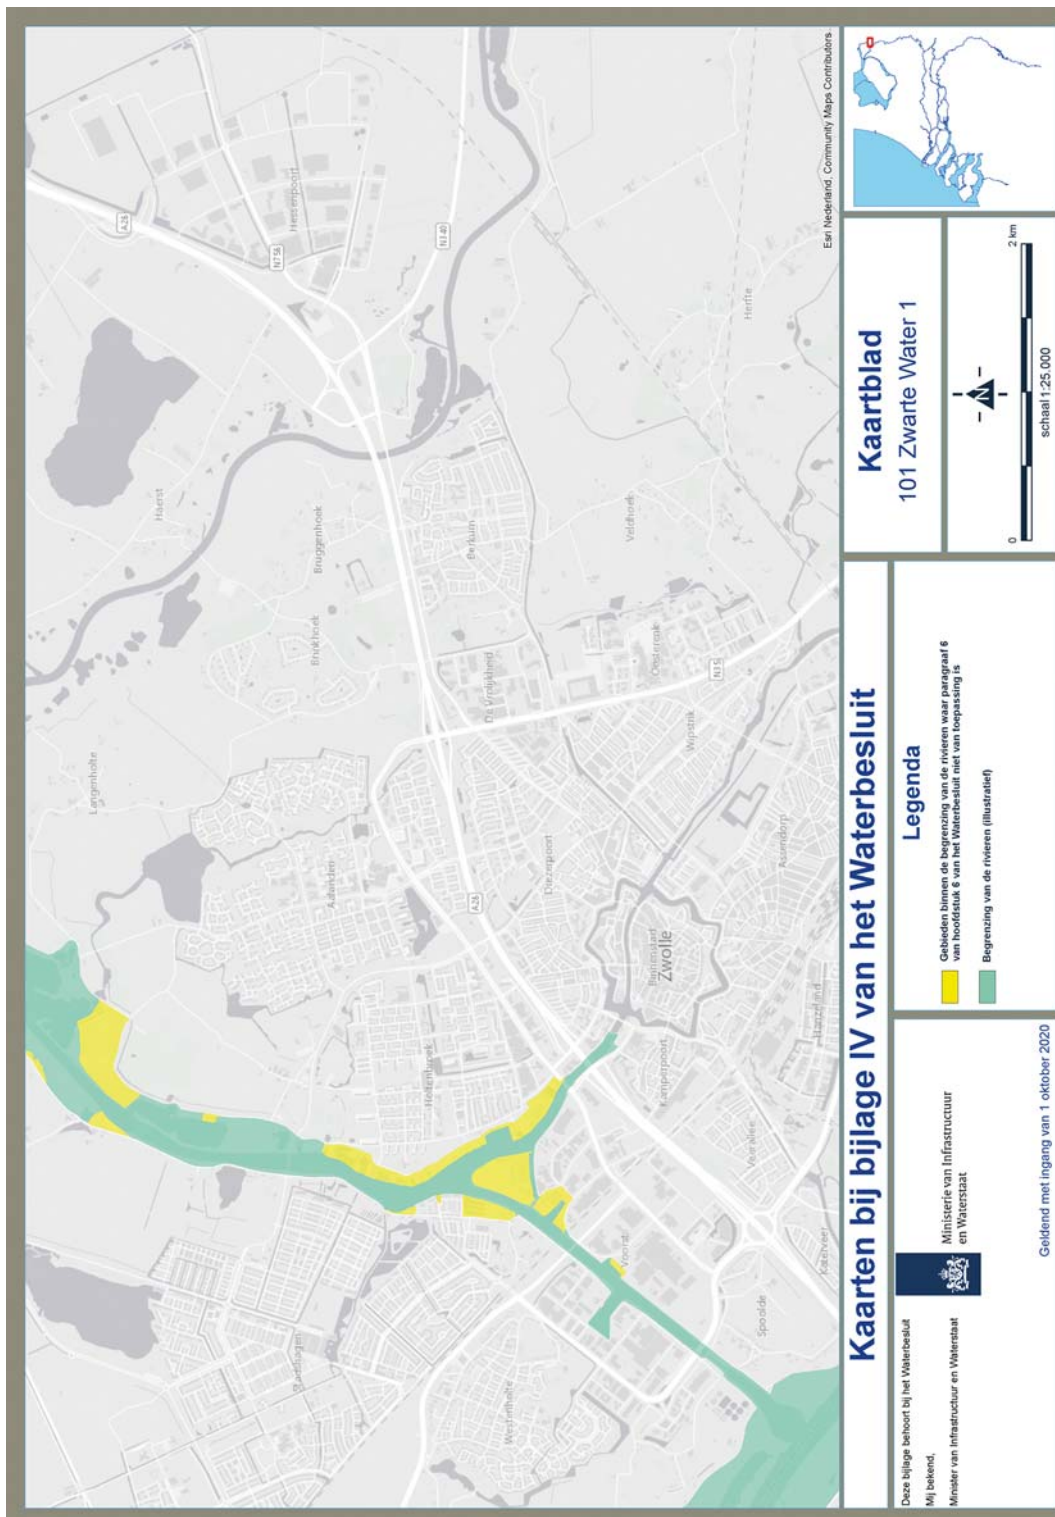 A28
Hessenpoort
N756
N340
Haerst
Bruggenhoek
Brinkhoek
Berkum
Veldhoek
Herfte
Langenholte
De Vrolijkheid
Oosterenk
N35
Wipstrik
Aalanden
A28
Diezerpoort
Assendorp
Binnenstad
Zwolle
Holtenbroek
Kamperpoort
Hanzeland
Veerallee
Stadshagen
Voorst
Westenholte
Spoolde
Katerveer
Esri Nederland, Community Maps Contributors
Kaarten bij bijlage IV van het Waterbesluit
Kaartblad
101 Zwarte Water 1
N
0
2 km
schaal 1:25.000
Legenda
Gebieden binnen de begrenzing van de rivieren waar paragraaf 6
van hoofdstuk 6 van het Waterbesluit niet van toepassing is
Begrenzing van de rivieren (illustratief)
Deze bijlage behoort bij het Waterbesluit
Mij bekend,
Minister van Infrastructuur en Waterstaat
Ministerie van Infrastructuur
en Waterstaat
Geldend met ingang van 1 oktober 2020